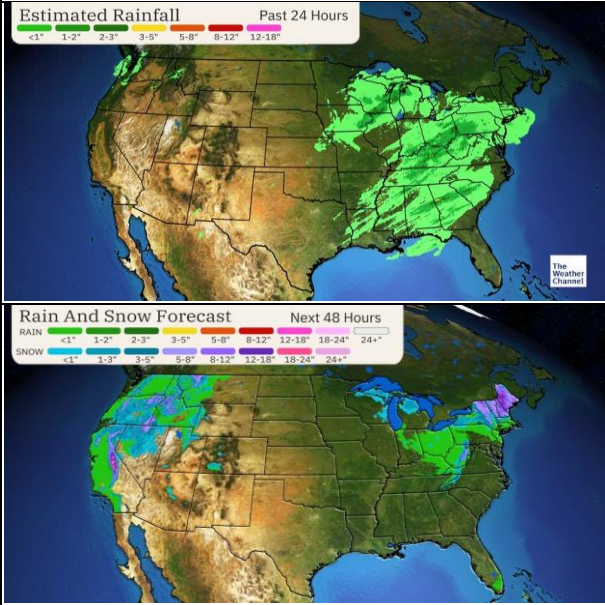 Estimated Rainfall Past 24 Hours
<1" 1-2" 2-3" 3-5" 5-8" 8-12" 12-18"
The
Weather
Channel
Rain And Snow Forecast Next 48 Hours
RAIN
<1" 1-2" 2-3" 3-5" 5-8" 8-12" 12-18" 18-24" 24+"
SNOW
<1" 1-3" 3-5" 5-8" 8-12" 12-18" 18-24" 24+"